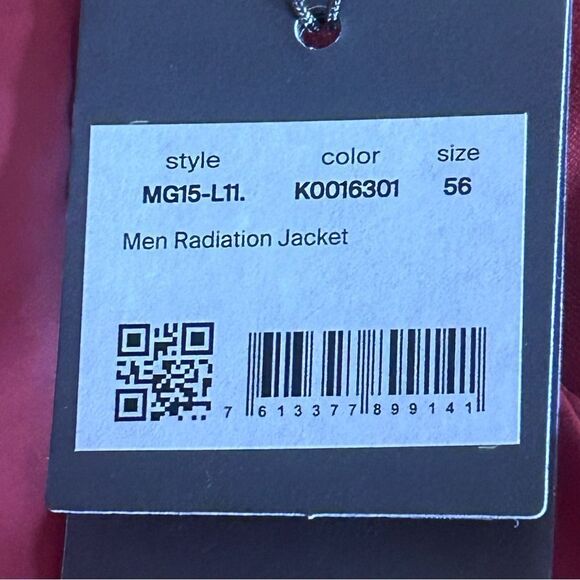 style color size
MG15-L11. K0016301 56
Men Radiation Jacket
7 613377 899141